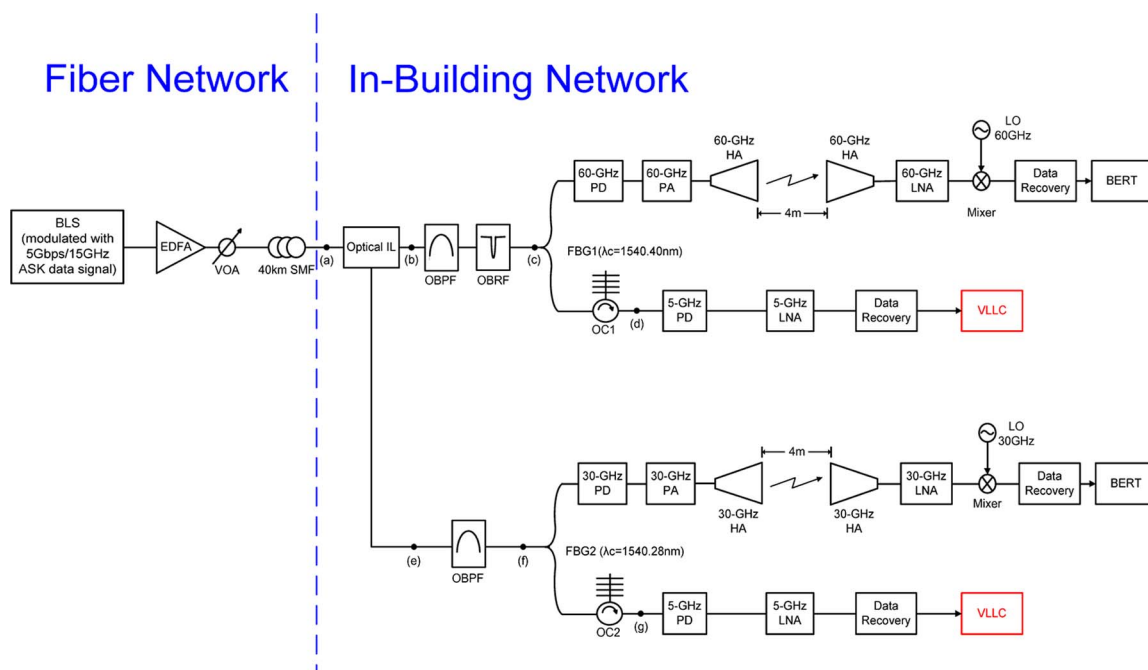 Fiber Network
In-Building Network
BLS
(modulated with
5Gbps/15GHz
ASK data signal)
EDFA
VOA
40km SMF
(a)
Optical IL
(b)
OBPF
OBRF
(c)
60-GHz
PD
60-GHz
PA
60-GHz
HA
4m
60-GHz
HA
60-GHz
LNA
LO
60GHz
Mixer
Data
Recovery
BERT
FBG1(λc=1540.40nm)
OC1
(d)
5-GHz
PD
5-GHz
LNA
Data
Recovery
VLLC
(e)
OBPF
(f)
30-GHz
PD
30-GHz
PA
30-GHz
HA
4m
30-GHz
HA
30-GHz
LNA
LO
30GHz
Mixer
Data
Recovery
BERT
FBG2 (λc=1540.28nm)
OC2
(g)
5-GHz
PD
5-GHz
LNA
Data
Recovery
VLLC